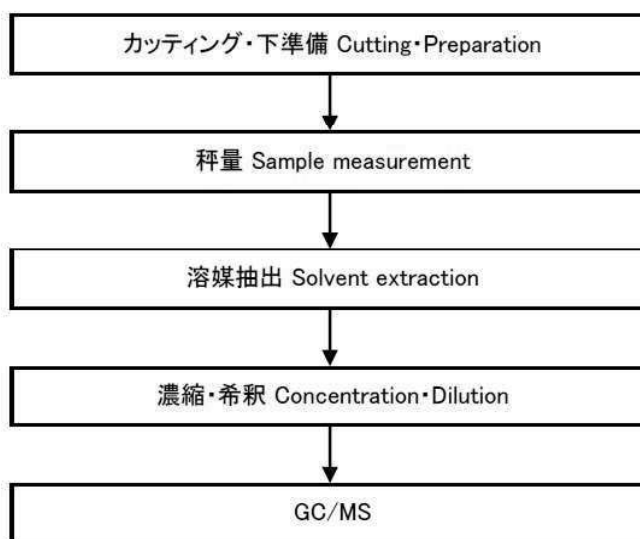 カッティング・下準備 Cutting・Preparation
秤量 Sample measurement
溶媒抽出 Solvent extraction
濃縮・希釈 Concentration・Dilution
GC/MS